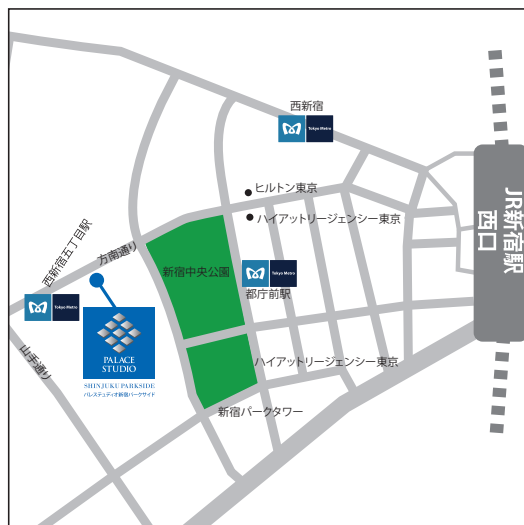 西新宿
Tokyo Metro
ヒルトン東京
ハイアットリージェンシー東京
JR新宿駅
西口
西新宿五丁目駅
方南通り
新宿中央公園
Tokyo Metro
都庁前駅
Tokyo Metro
山手通り
PALACE
STUDIO
SHINJUKU PARKSIDE
パレステュディオ新宿パークサイド
ハイアットリージェンシー東京
新宿パークタワー